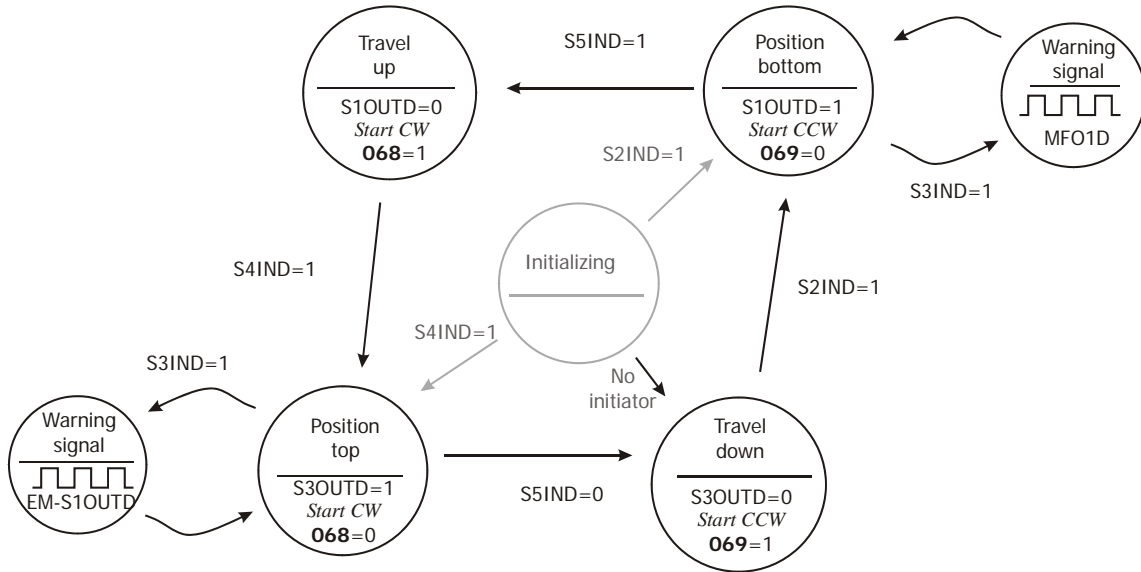 Travel
up
S1OUTD=0
Start CW
068=1
S5IND=1
Position
bottom
S1OUTD=1
Start CCW
069=0
Warning
signal
MFO1D
S3IND=1
S2IND=1
Initializing
S4IND=1
S4IND=1
No
initiator
S2IND=1
S3IND=1
Warning
signal
EM-S1OUTD
Position
top
S3OUTD=1
Start CW
068=0
S5IND=0
Travel
down
S3OUTD=0
Start CCW
069=1